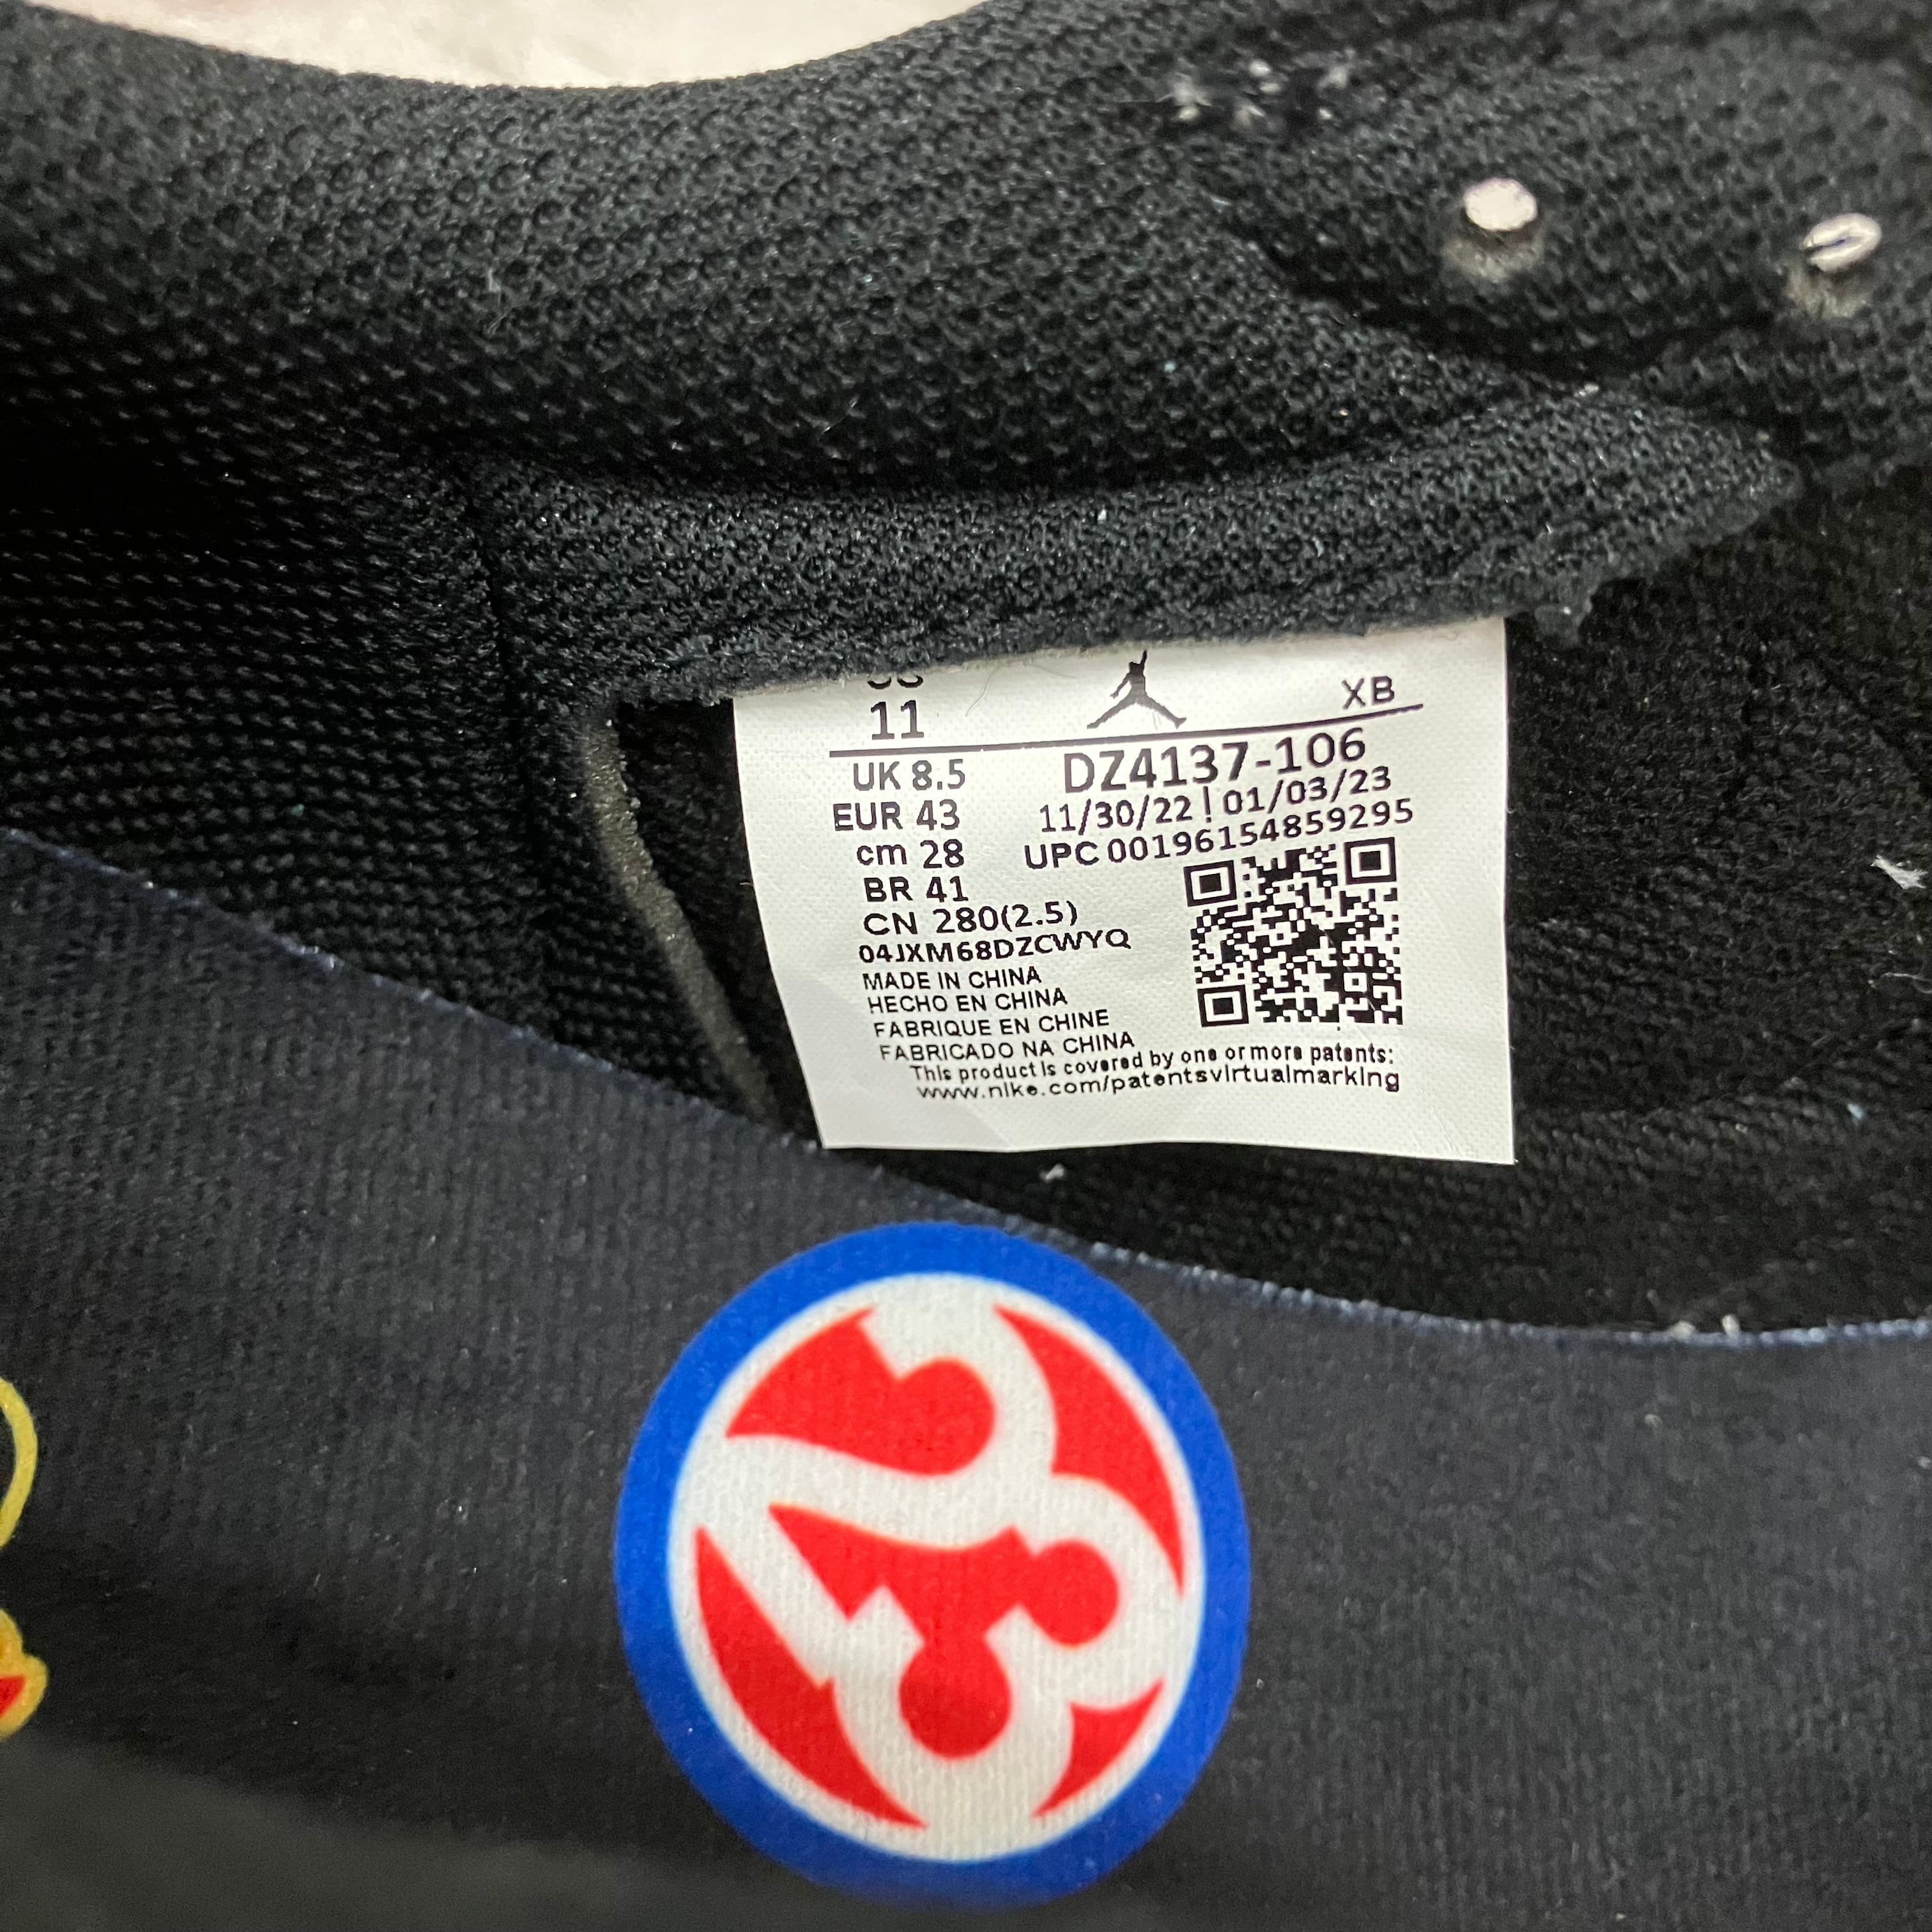 11
XB
UK 8.5
DZ4137-106
EUR 43
11/30/22 | 01/03/23
cm 28
UPC 00196154859295
BR 41
CN 280(2.5)
04JXM68DZCWYQ
MADE IN CHINA
HECHO EN CHINA
FABRIQUE EN CHINE
FABRICADO NA CHINA
This product is covered by one or more patents:
www.nike.com/patentsvirtualmarking